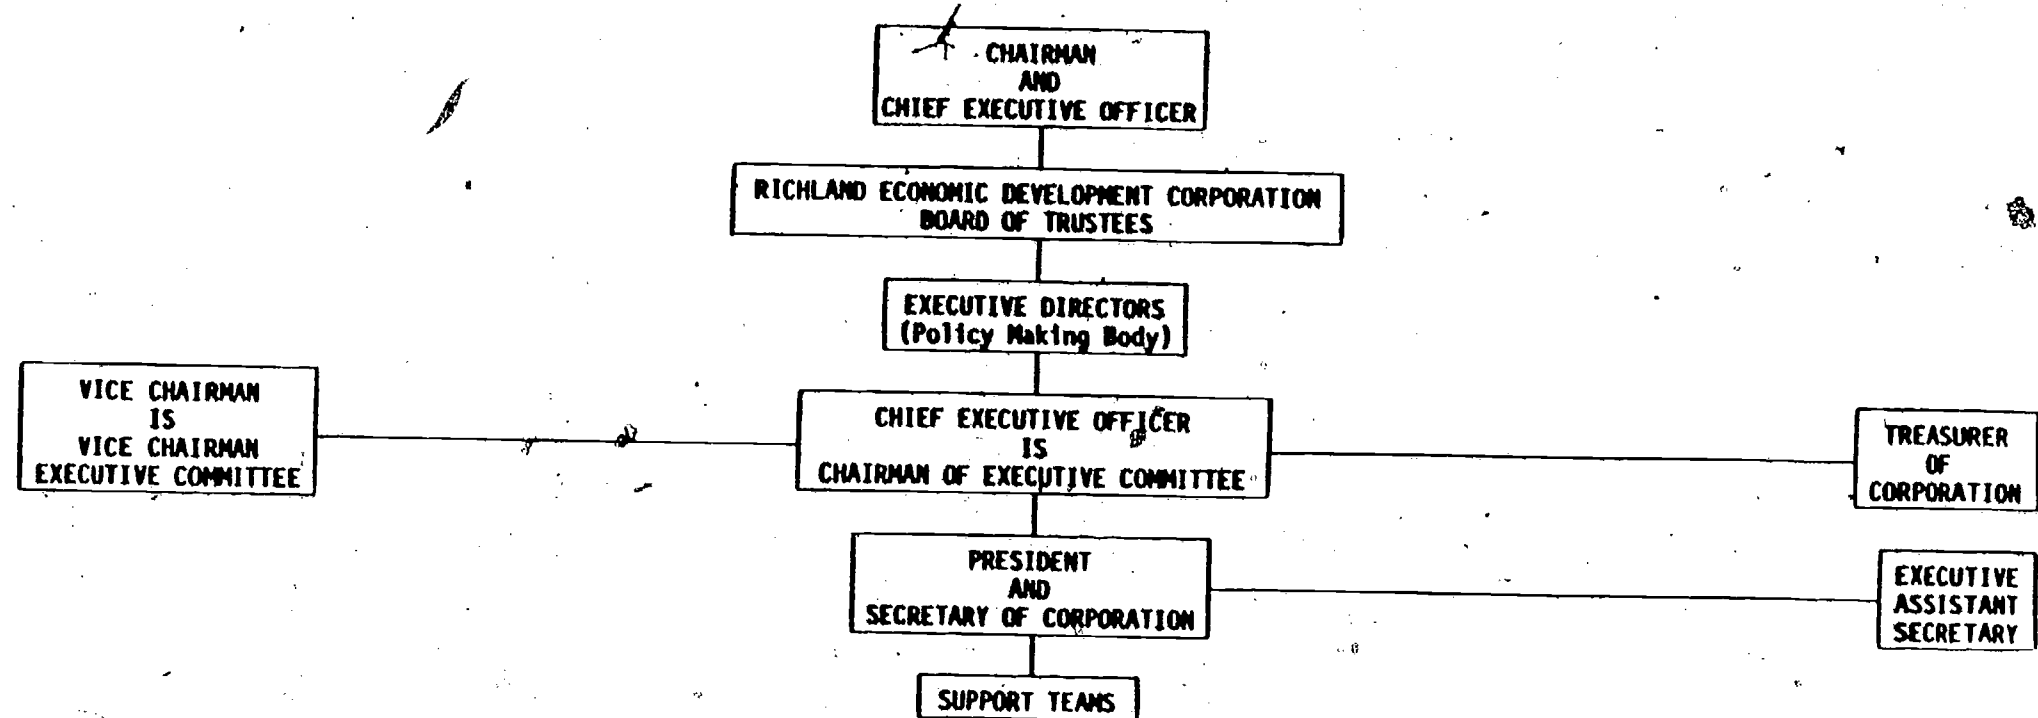 CHAIRMAN
AND
CHIEF EXECUTIVE OFFICER
RICHLAND ECONOMIC DEVELOPMENT CORPORATION
BOARD OF TRUSTEES
EXECUTIVE DIRECTORS
(Policy Making Body)
VICE CHAIRMAN
IS
VICE CHAIRMAN
EXECUTIVE COMMITTEE
CHIEF EXECUTIVE OFFICER
IS
CHAIRMAN OF EXECUTIVE COMMITTEE
TREASURER
OF
CORPORATION
PRESIDENT
AND
SECRETARY OF CORPORATION
EXECUTIVE
ASSISTANT
SECRETARY
SUPPORT TEAMS